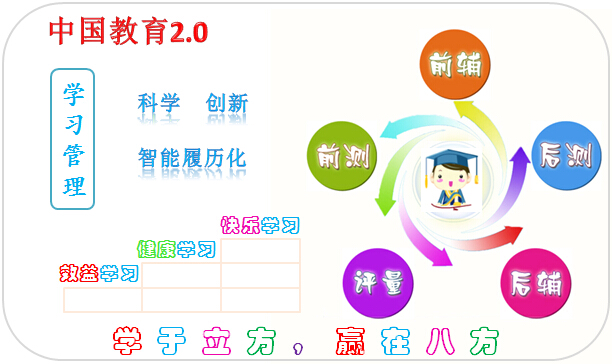 中国教育2.0
学习管理
科学 创新
智能履历化
快乐学习
健康学习
效益学习
前辅
前测
后测
评量
后辅
学于立方，赢在八方